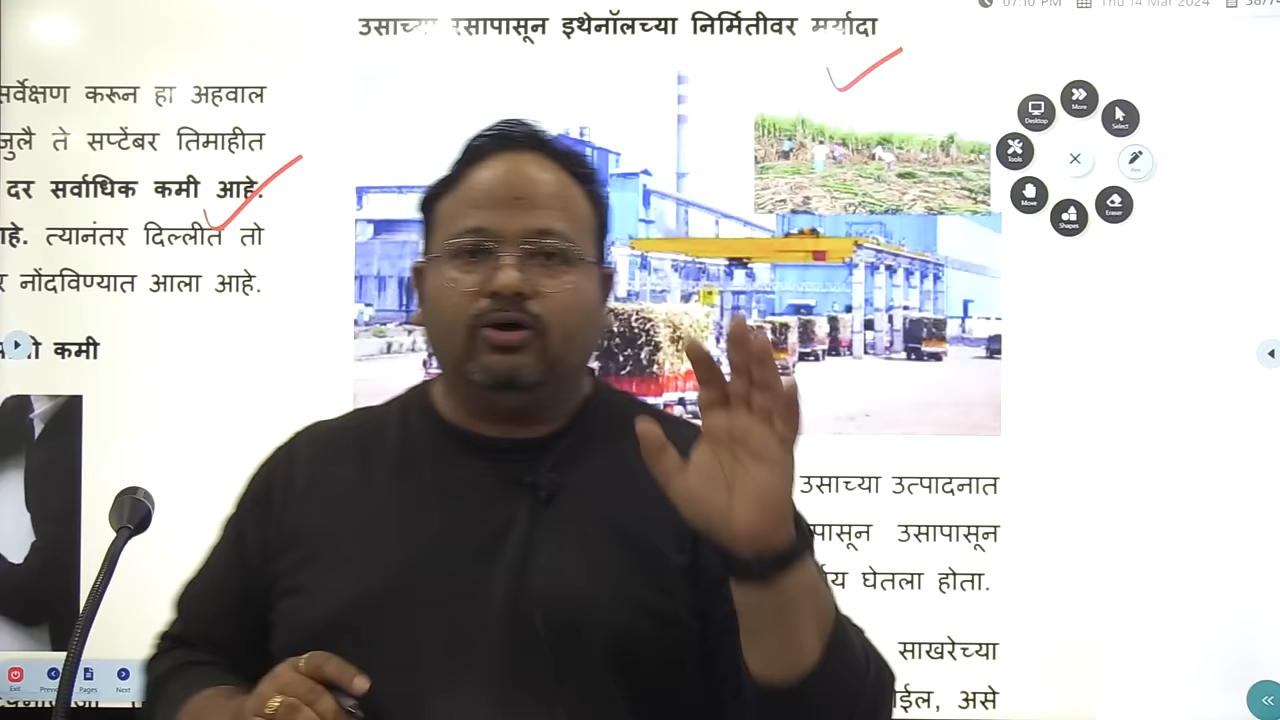 07:10 PM Thu 14 Mar 2024
उसाच्या रसापासून इथेनॉलच्या निर्मितीवर मर्यादा
सर्वेक्षण करून हा अहवाल
जुलै ते सप्टेंबर तिमाहीत
दर सर्वाधिक कमी आहे.
आहे. त्यानंतर दिल्लीत तो
नोंदविण्यात आला आहे.
कमी
More
Desktop
Select
Tools
Pen
Move
Eraser
Shapes
उसाच्या उत्पादनात
पासून उसापासून
घेतला होता.
साखरेच्या
असे
Exit
Pages
Next